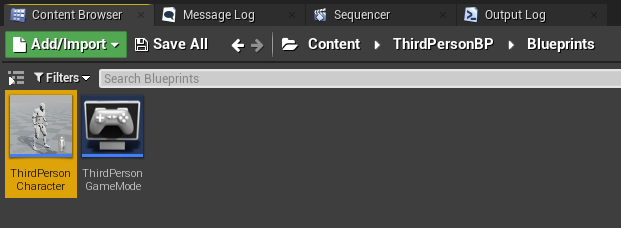 Content Browser Message Log Sequencer Output Log
Add/Import Save All Content ThirdPersonBP Blueprints
Filters Search Blueprints
ThirdPerson ThirdPerson
Character GameMode